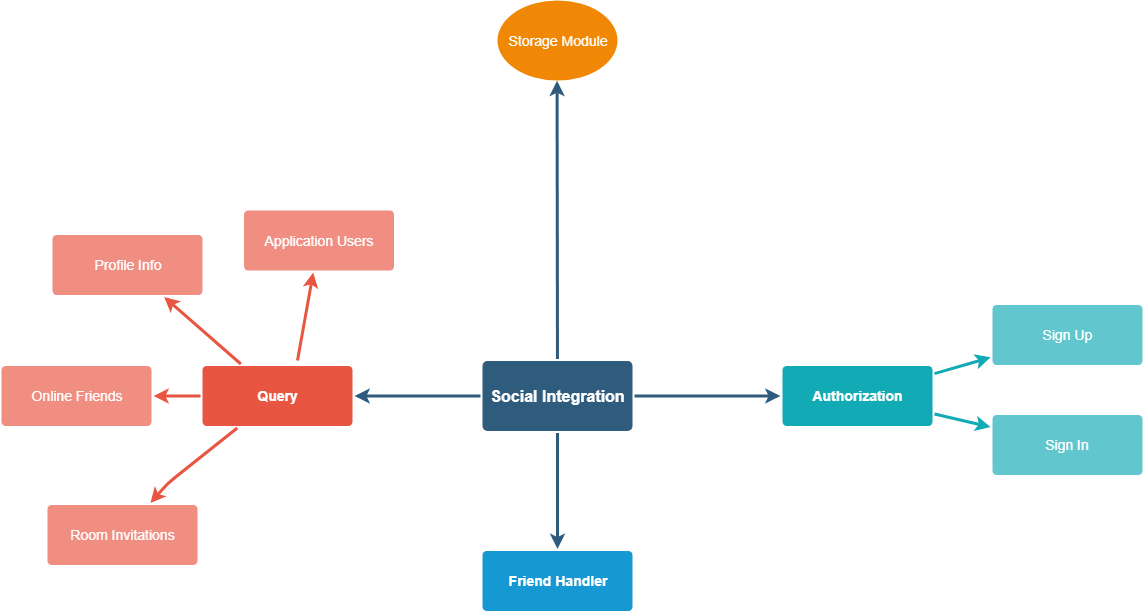 Storage Module
Application Users
Profile Info
Sign Up
Online Friends
Query
Social Integration
Authorization
Sign In
Room Invitations
Friend Handler